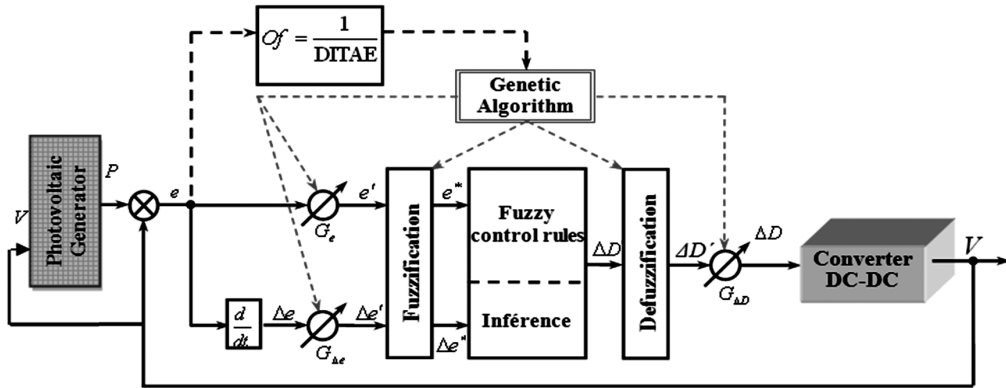 Of = 1/DITAE
Genetic
Algorithm
Photovoltaic
Generator
V
P
e
G_e
e'
Fuzzification
e*
Fuzzy
control rules
Inférence
ΔD
Defuzzification
ΔD´
G_ΔD
ΔD
Converter
DC-DC
V
d/dt
Δe
G_Δe
Δe'
Δe*